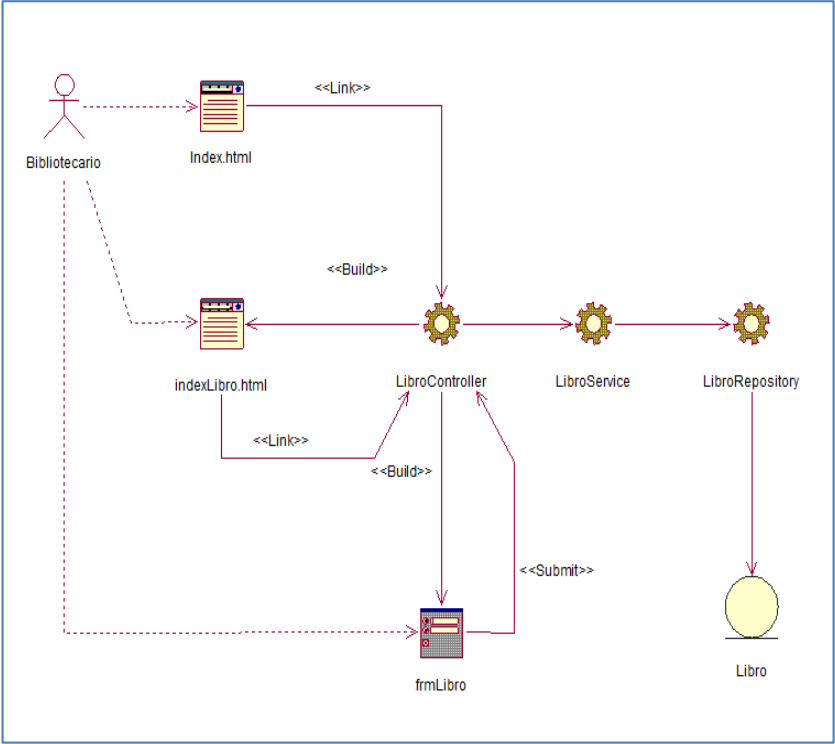 <<Link>>
Bibliotecario
Index.html
<<Build>>
indexLibro.html
LibroController
LibroService
LibroRepository
<<Link>>
<<Build>>
<<Submit>>
frmLibro
Libro